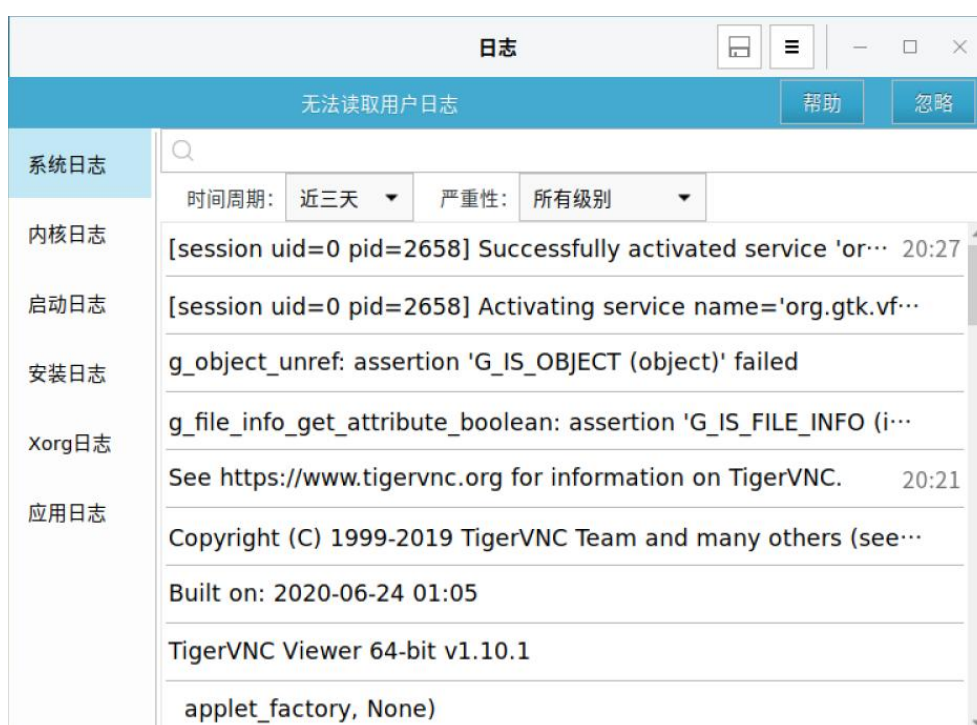 日志
无法读取用户日志 帮助 忽略
系统日志
内核日志
启动日志
安装日志
Xorg日志
应用日志
时间周期: 近三天 严重性: 所有级别
[session uid=0 pid=2658] Successfully activated service 'or··· 20:27
[session uid=0 pid=2658] Activating service name='org.gtk.vf···
g_object_unref: assertion 'G_IS_OBJECT (object)' failed
g_file_info_get_attribute_boolean: assertion 'G_IS_FILE_INFO (i···
See https://www.tigervnc.org for information on TigerVNC. 20:21
Copyright (C) 1999-2019 TigerVNC Team and many others (see···
Built on: 2020-06-24 01:05
TigerVNC Viewer 64-bit v1.10.1
applet_factory, None)